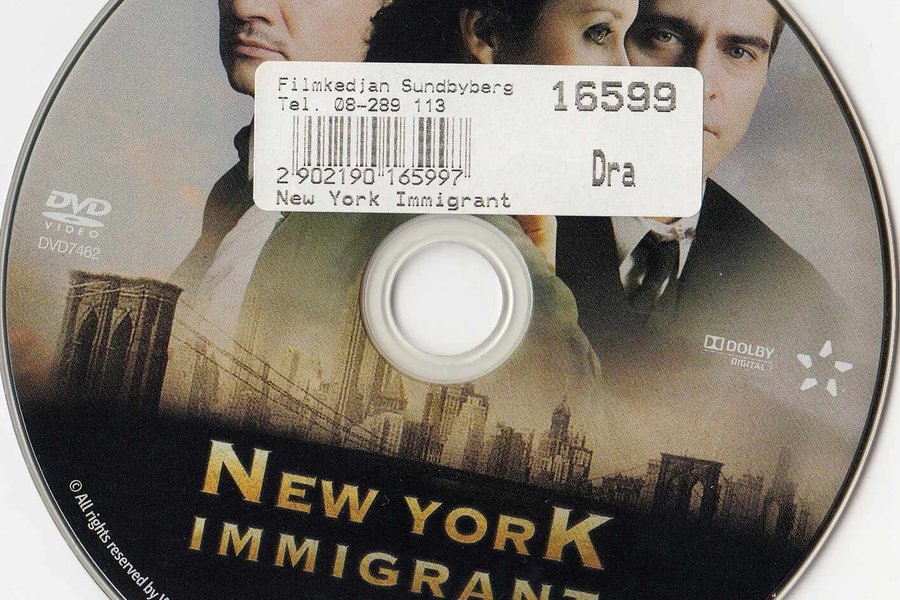 Filmkedjan Sundbyberg
16599
Tel. 08-289 113
Dra
2 902190 165997
New York Immigrant
DVD
VIDEO
DVD7462
DOLBY
DIGITAL
NEW YORK
IMMIGRANT
© All rights reserved by